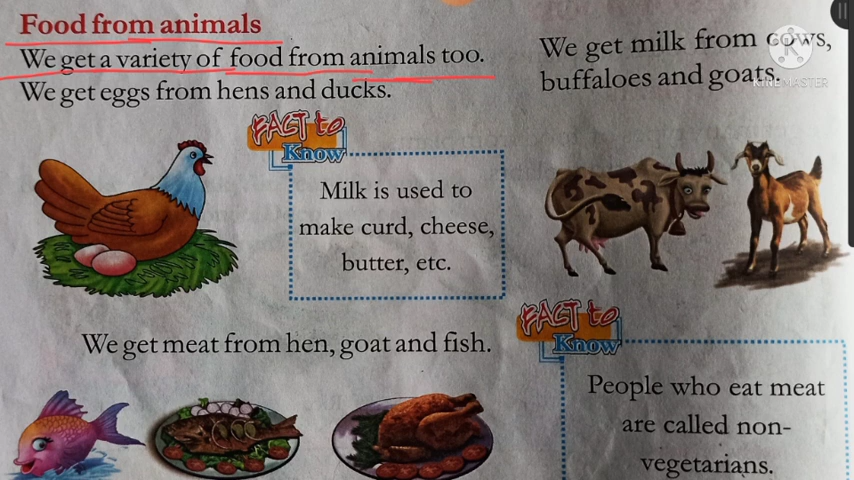 Food from animals
We get a variety of food from animals too.
We get eggs from hens and ducks.
We get milk from cows,
buffaloes and goats.
KINEMASTER
FACT to
Know
Milk is used to
make curd, cheese,
butter, etc.
We get meat from hen, goat and fish.
FACT to
Know
People who eat meat
are called non-
vegetarians.